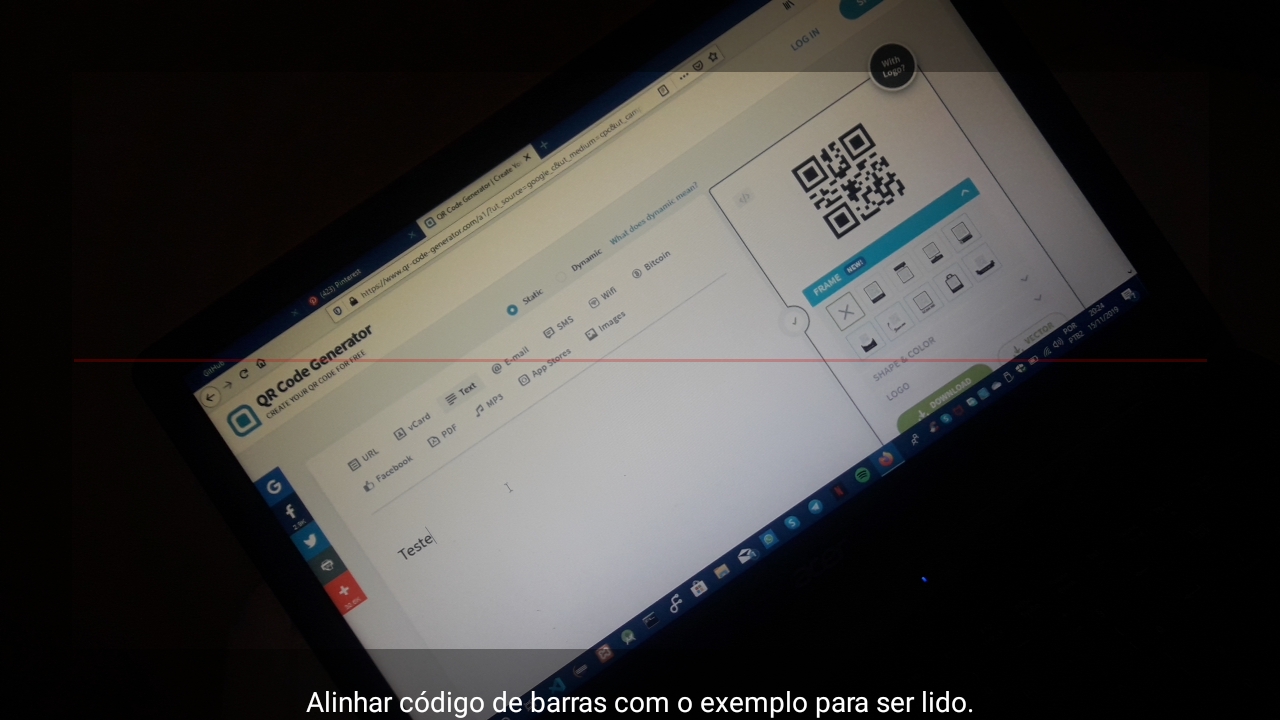 (423) Pinterest
QR Code Generator | Create Yo
GitHub
https://www.qr-code-generator.com/a1/?ut_source=google_c&ut_medium=cpc&ut_cam
QR Code Generator
CREATE YOUR QR CODE FOR FREE
LOG IN
Static
Dynamic
What does dynamic mean?
URL
vCard
Text
E-mail
SMS
Wifi
Bitcoin
Facebook
PDF
MP3
App Stores
Images
Teste
With
Logo?
FRAME
NEW!
SHAPE & COLOR
LOGO
DOWNLOAD
VECTOR
POR
PTB2
20:24
15/11/2019
Alinhar código de barras com o exemplo para ser lido.